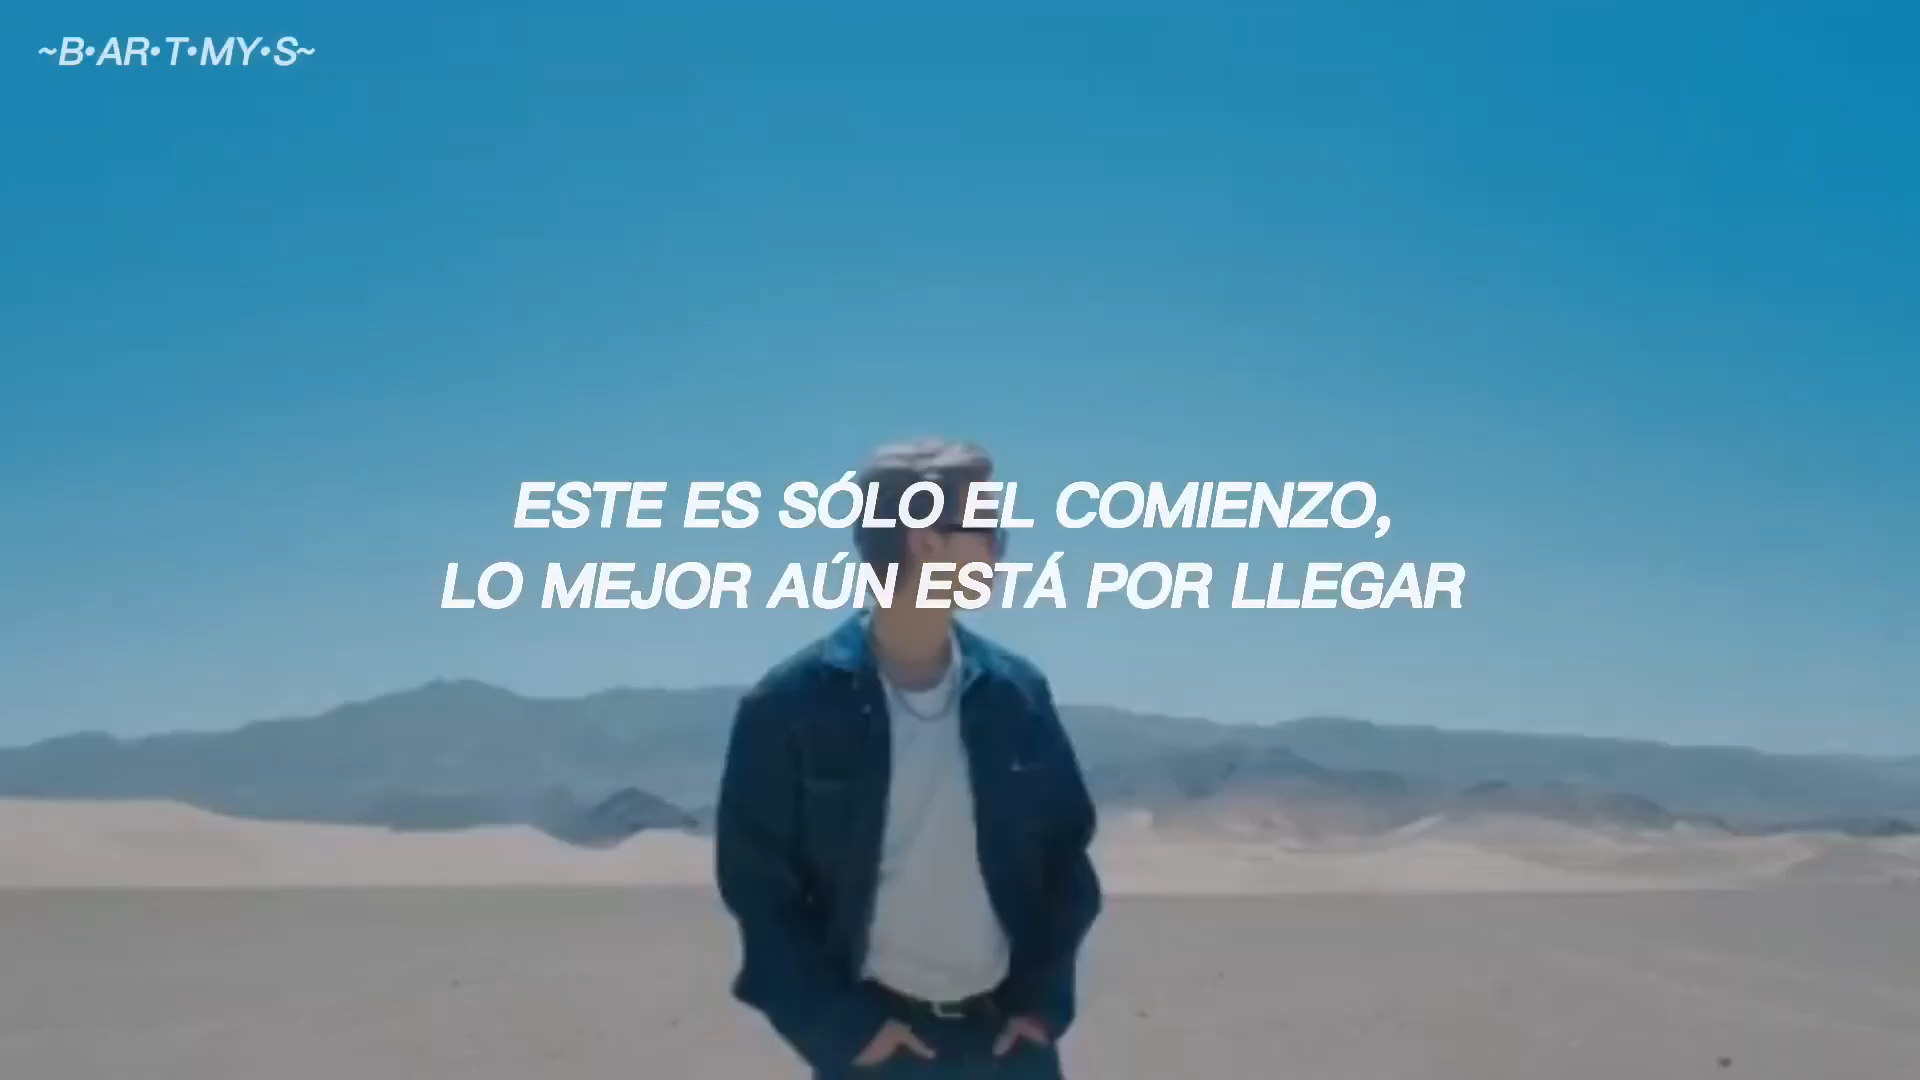 ~B•AR•T•MY•S~
ESTE ES SÓLO EL COMIENZO,
LO MEJOR AÚN ESTÁ POR LLEGAR